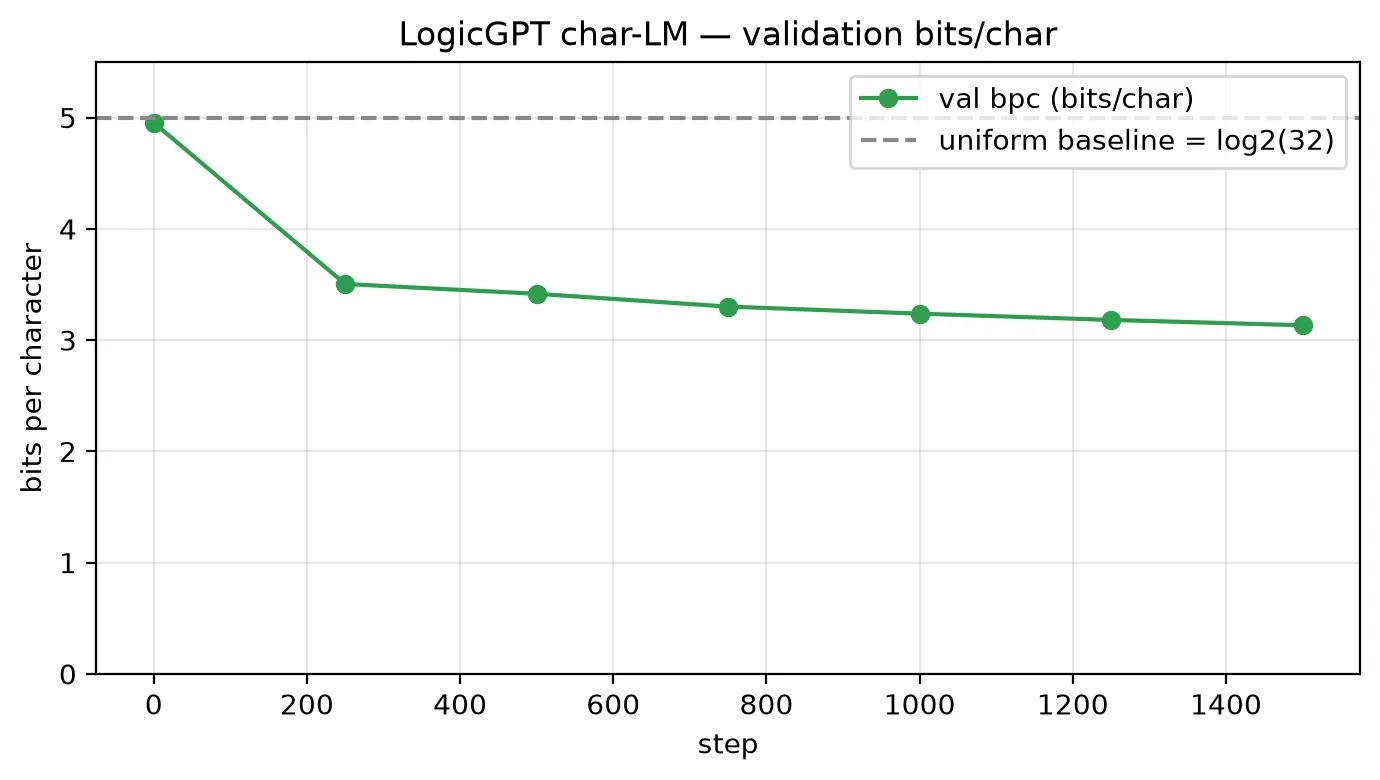 LogicGPT char-LM — validation bits/char
val bpc (bits/char)
uniform baseline = log2(32)
bits per character
5
4
3
2
1
0
0 200 400 600 800 1000 1200 1400
step